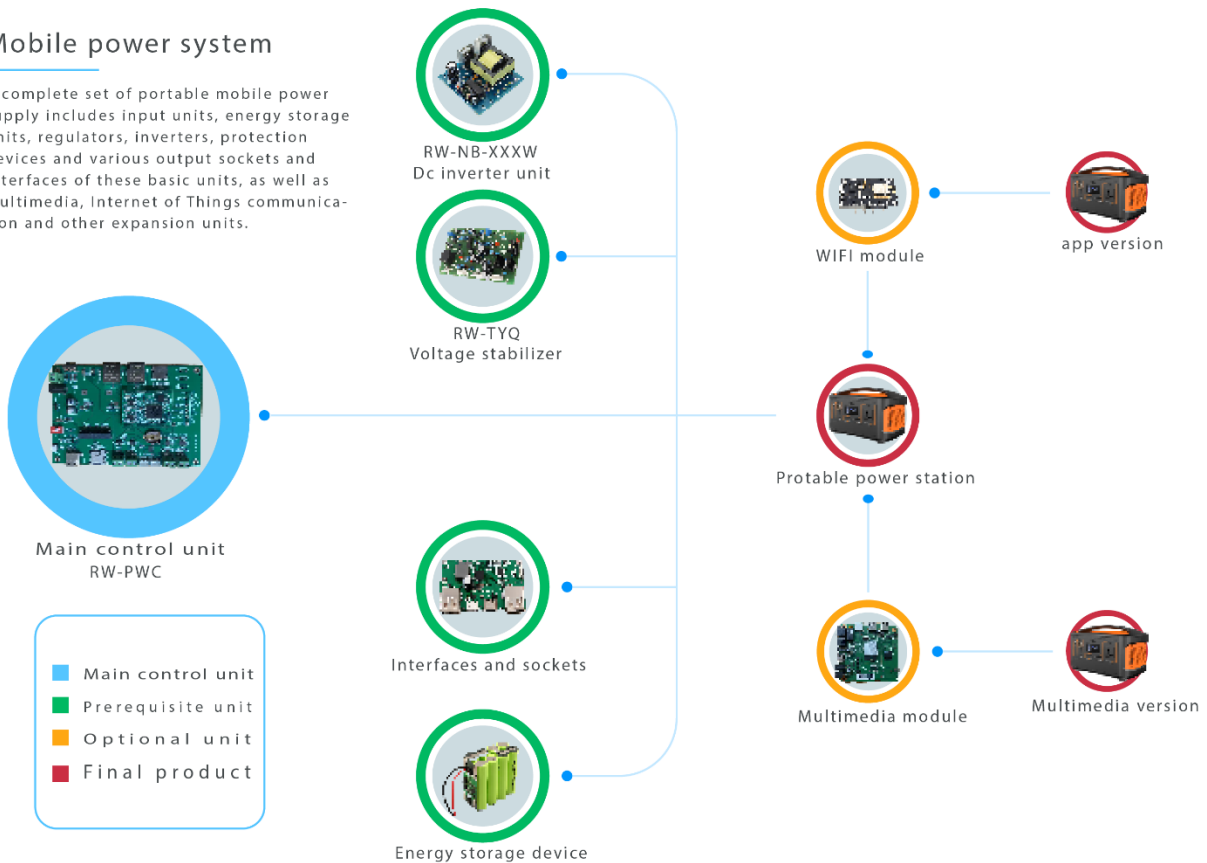 Mobile power system
complete set of portable mobile power
upply includes input units, energy storage
nits, regulators, inverters, protection
evices and various output sockets and
nterfaces of these basic units, as well as
ultimedia, Internet of Things communica-
ion and other expansion units.
RW-NB-XXXW
Dc inverter unit
RW-TYQ
Voltage stabilizer
WIFI module
app version
Protable power station
Main control unit
RW-PWC
Interfaces and sockets
Multimedia module
Multimedia version
Energy storage device
Main control unit
Prerequisite unit
Optional unit
Final product